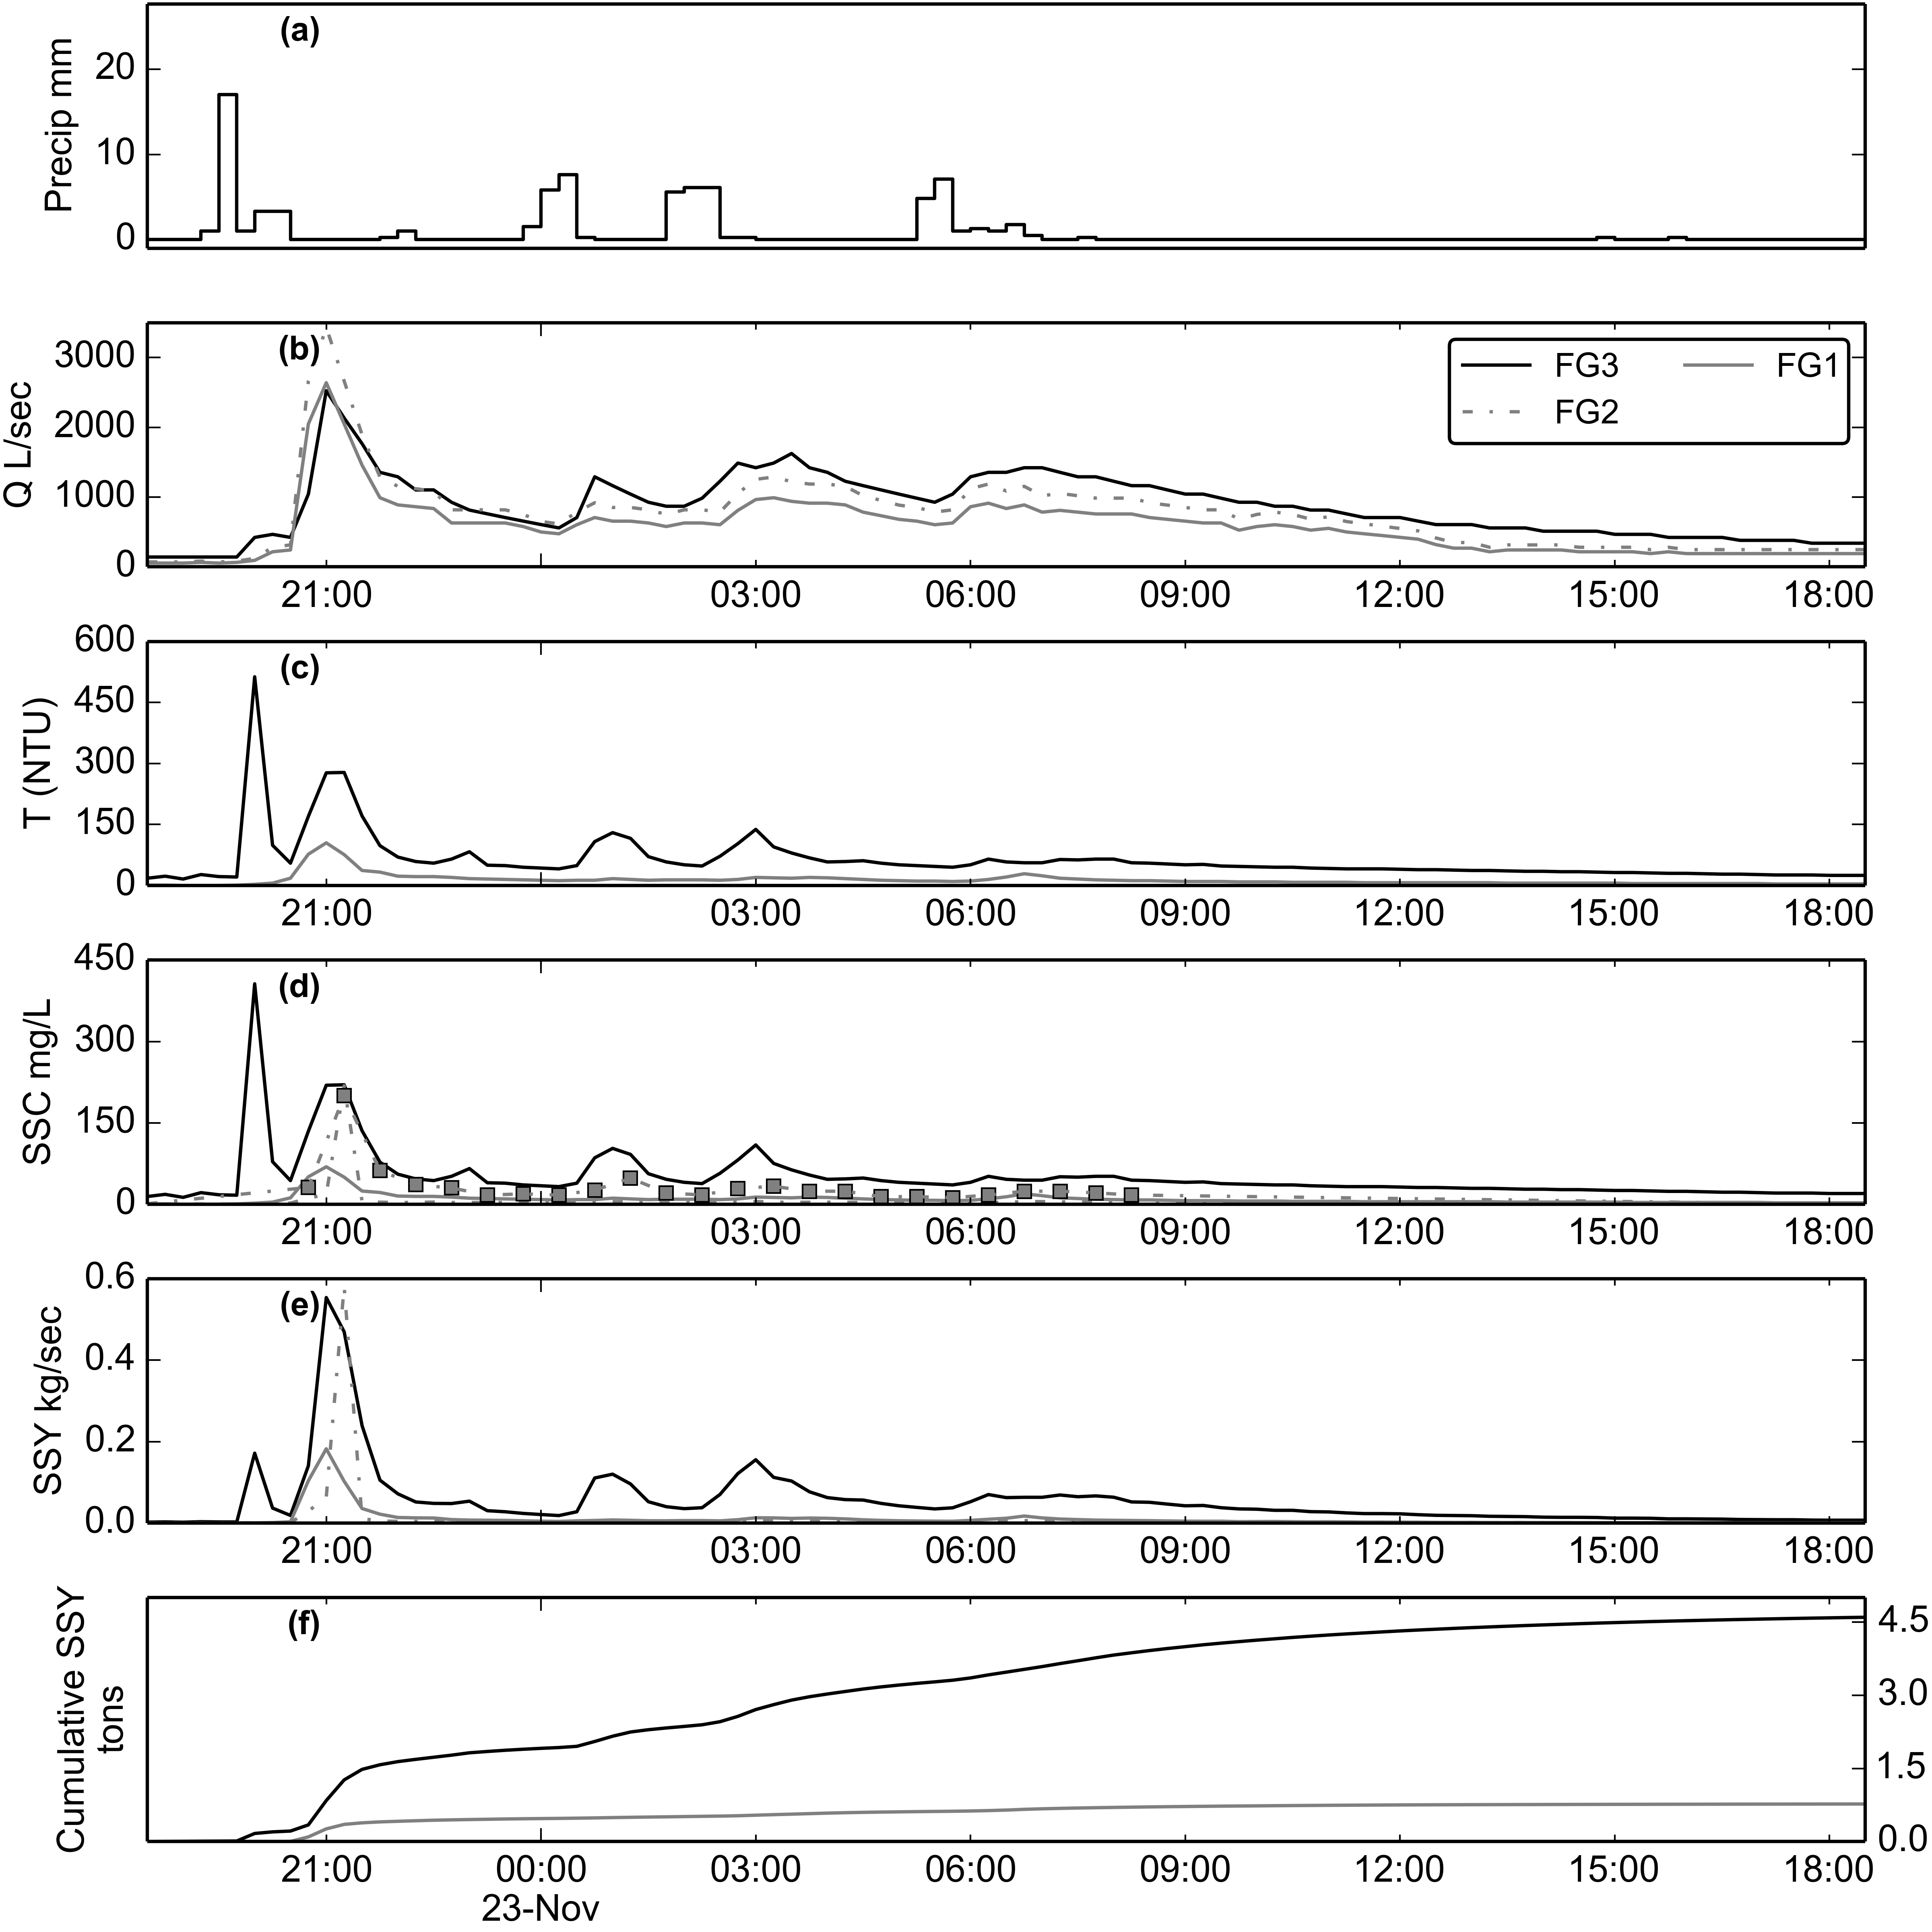 (a)
Precip mm
20
10
0
(b)
Q L/sec
3000
2000
1000
0
FG3
FG1
FG2
21:00 03:00 06:00 09:00 12:00 15:00 18:00
(c)
T (NTU)
600
450
300
150
0
21:00 03:00 06:00 09:00 12:00 15:00 18:00
(d)
SSC mg/L
450
300
150
0
21:00 03:00 06:00 09:00 12:00 15:00 18:00
(e)
SSY kg/sec
0.6
0.4
0.2
0.0
21:00 03:00 06:00 09:00 12:00 15:00 18:00
(f)
Cumulative SSY
tons
4.5
3.0
1.5
0.0
21:00 00:00 03:00 06:00 09:00 12:00 15:00 18:00
23-Nov